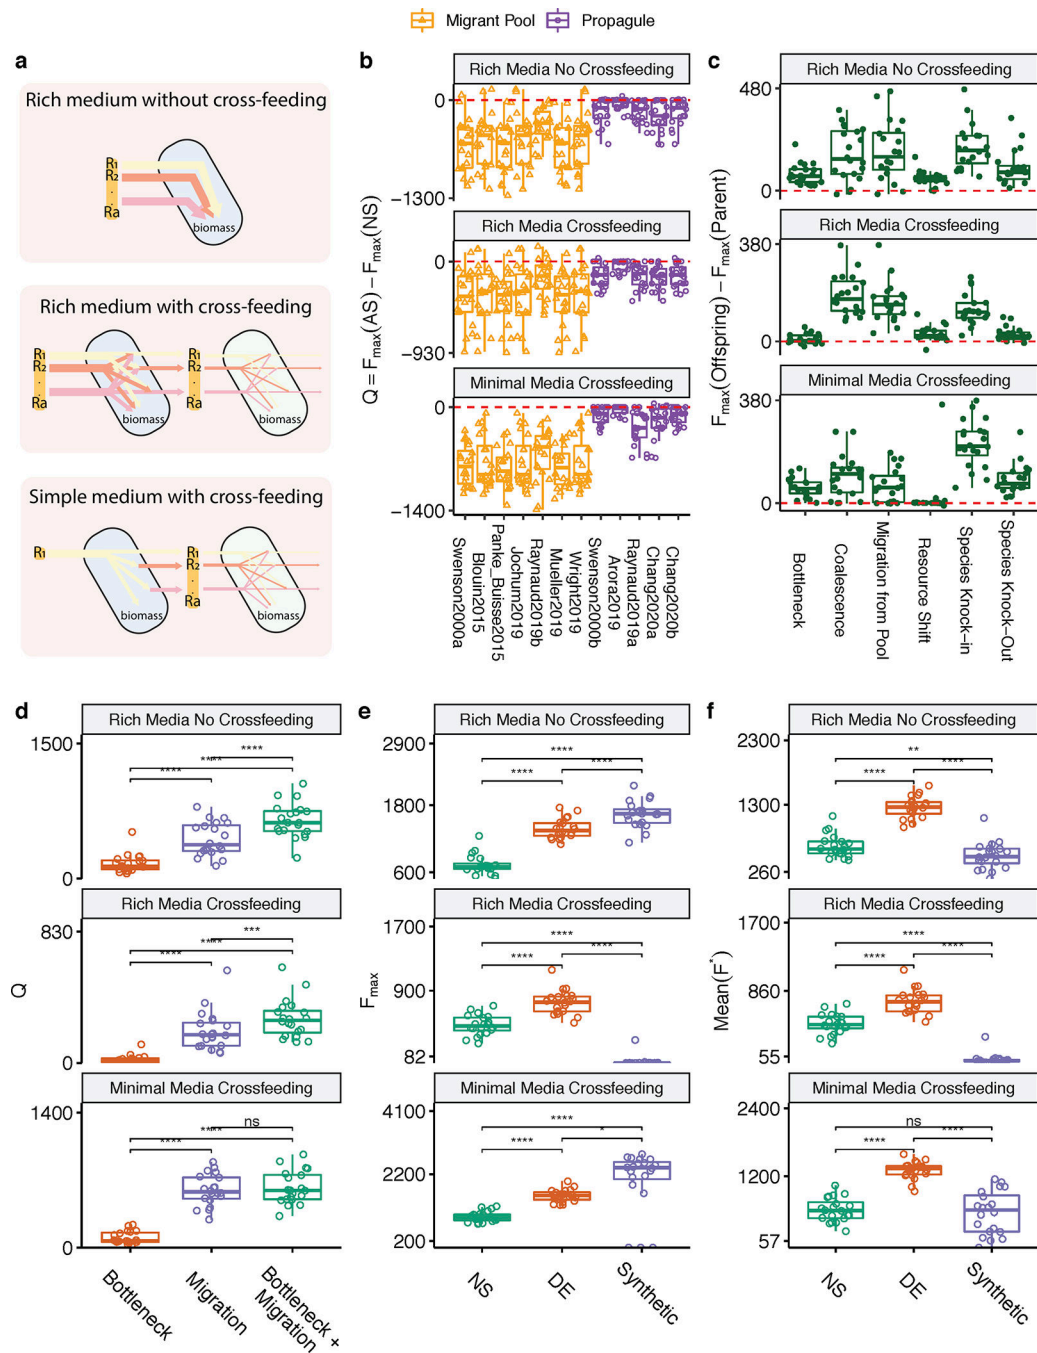 Migrant Pool Propagule
a
Rich medium without cross-feeding
R1
R2
.
.
Ra
biomass
Rich medium with cross-feeding
R1
R2
.
.
Ra
biomass
R1
R2
.
.
Ra
biomass
Simple medium with cross-feeding
R1
biomass
R1
R2
.
.
Ra
biomass
b
Q = Fmax(AS) − Fmax(NS)
Rich Media No Crossfeeding
0
−1300
Rich Media Crossfeeding
0
−930
Minimal Media Crossfeeding
0
−1400
Swenson2000a
Blouin2015
Panke_Buisse2015
Jochum2019
Raynaud2019b
Mueller2019
Wright2019
Swenson2000b
Arora2019
Raynaud2019a
Chang2020a
Chang2020b
c
Fmax(Offspring) − Fmax(Parent)
Rich Media No Crossfeeding
480
0
Rich Media Crossfeeding
380
0
Minimal Media Crossfeeding
380
0
Bottleneck
Coalescence
Migration from Pool
Resource Shift
Species Knock−in
Species Knock−Out
d
Q
Rich Media No Crossfeeding
1500
0
****
****
****
Rich Media Crossfeeding
830
0
***
****
****
Minimal Media Crossfeeding
1400
0
ns
****
****
Bottleneck
Migration
Bottleneck +
Migration
e
Fmax
Rich Media No Crossfeeding
2900
1800
600
****
****
****
Rich Media Crossfeeding
1700
900
82
****
****
****
Minimal Media Crossfeeding
4100
2200
200
****
*
****
NS
DE
Synthetic
f
Mean(F*)
Rich Media No Crossfeeding
2300
1300
260
**
****
****
Rich Media Crossfeeding
1700
860
55
****
****
****
Minimal Media Crossfeeding
2400
1200
57
ns
****
****
NS
DE
Synthetic